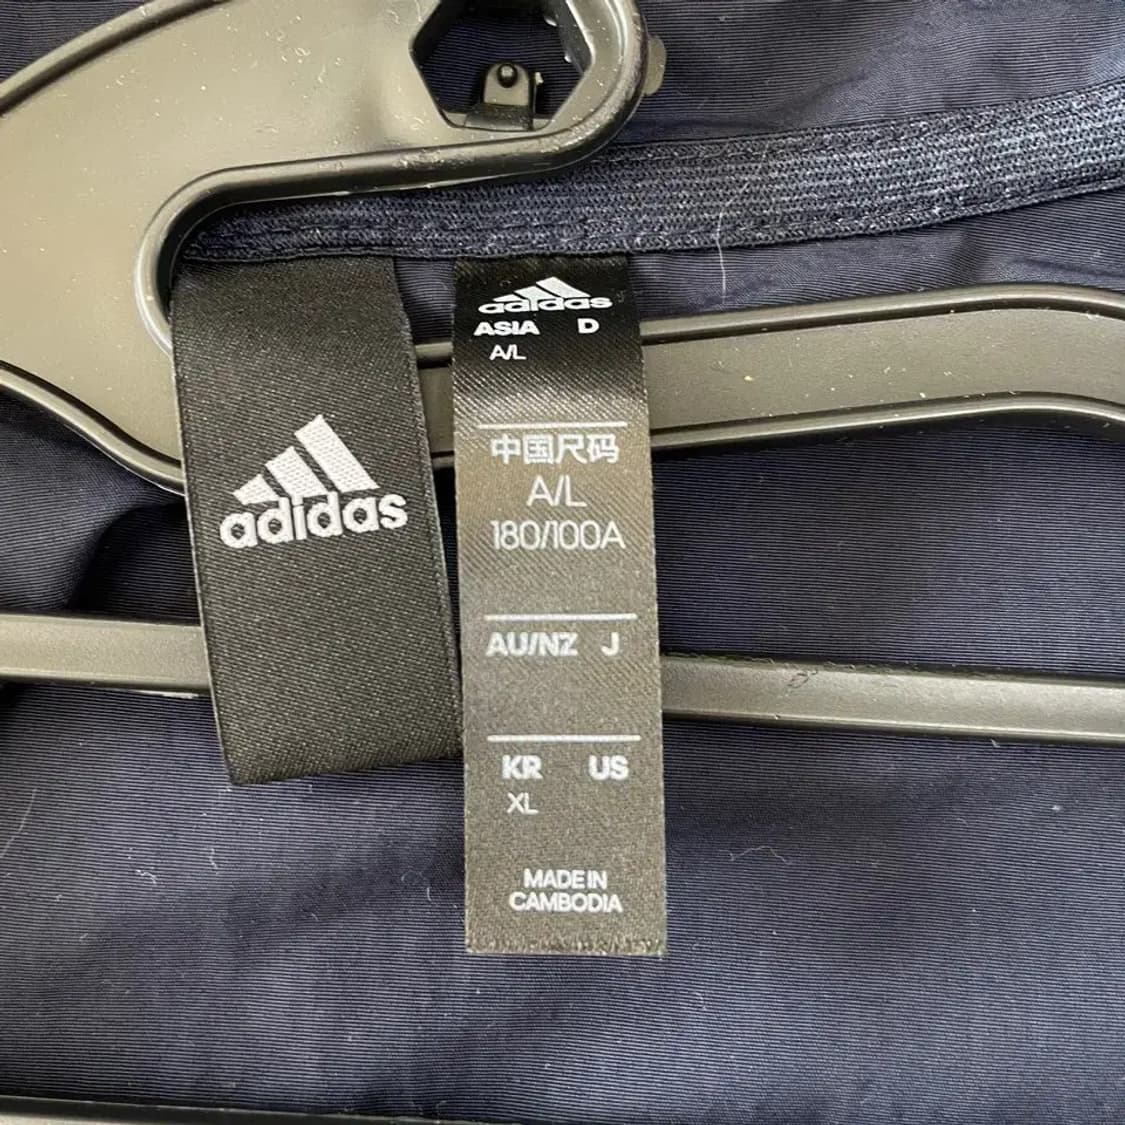 adidas
adidas
ASIA D
A/L
中国尺码
A/L
180/100A
AU/NZ J
KR US
XL
MADE IN
CAMBODIA